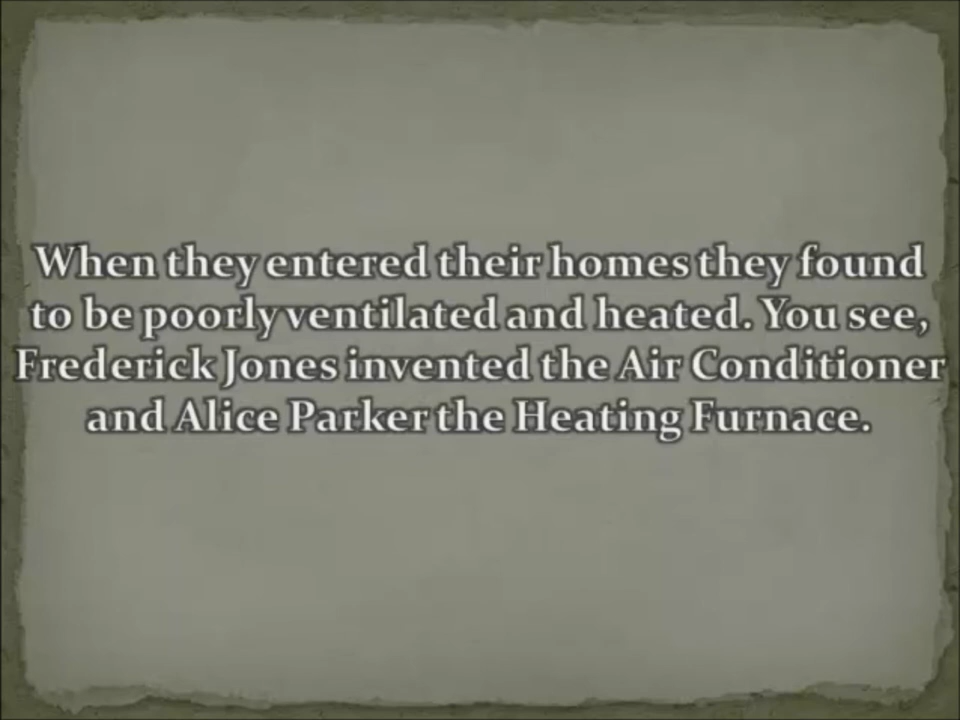 When they entered their homes they found
to be poorly ventilated and heated. You see,
Frederick Jones invented the Air Conditioner
and Alice Parker the Heating Furnace.